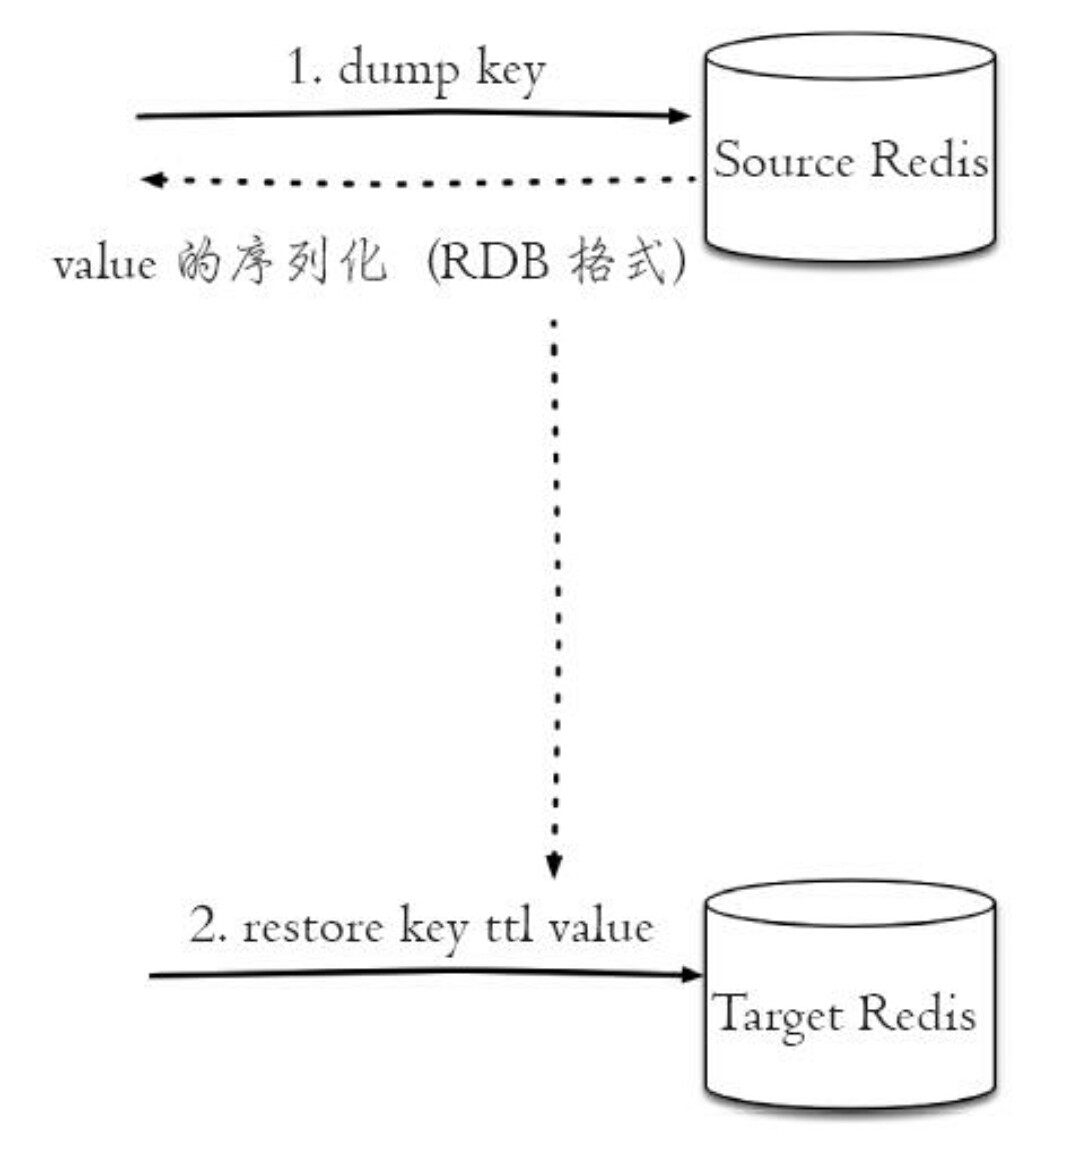 1. dump key
Source Redis
value 的序列化 (RDB 格式)
2. restore key ttl value
Target Redis